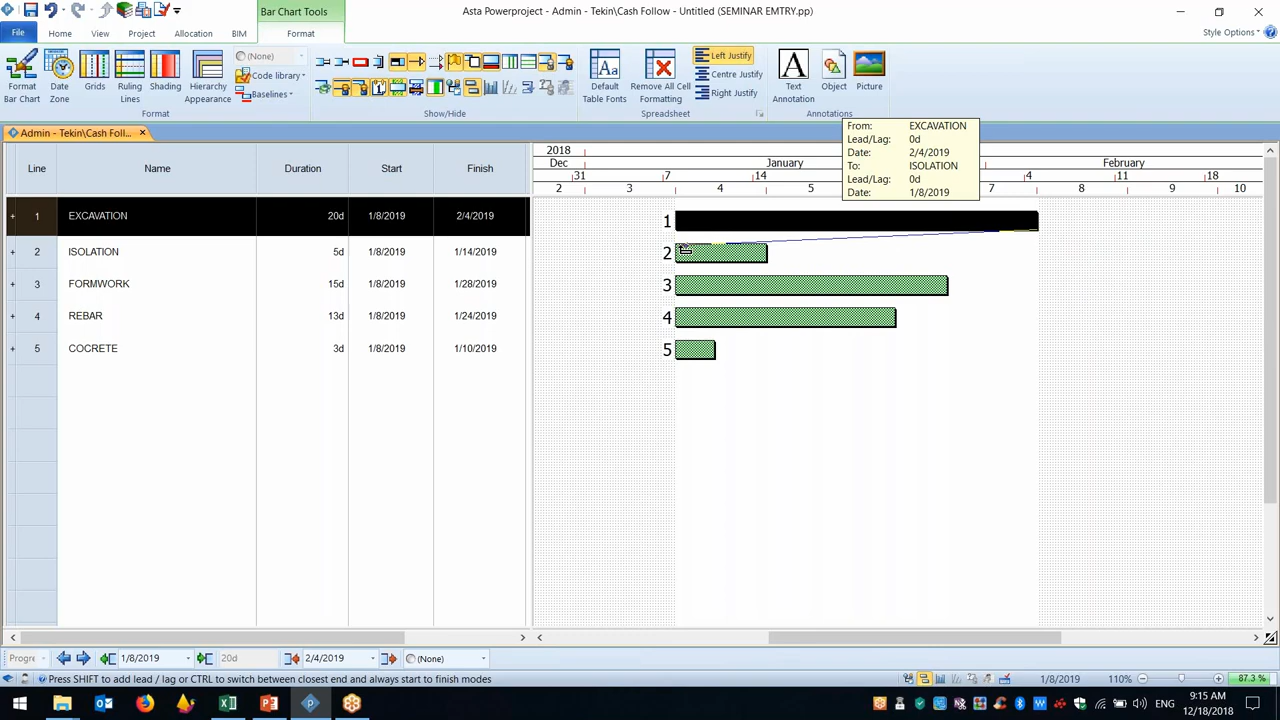 Bar Chart Tools
Asta Powerproject - Admin - Tekin\Cash Follow - Untitled (SEMINAR EMTRY.pp)
File Home View Project Allocation BIM Format
Style Options
Format Bar Chart
Date Zone
Grids
Ruling Lines
Shading
Hierarchy Appearance
(None)
Code library
Baselines
Default Table Fonts
Remove All Cell Formatting
Left Justify
Centre Justify
Right Justify
Text Annotation
Object
Picture
Format Show/Hide Spreadsheet Annotations
Admin - Tekin\Cash Foll...
From: EXCAVATION
Lead/Lag: 0d
Date: 2/4/2019
To: ISOLATION
Lead/Lag: 0d
Date: 1/8/2019
Line Name Duration Start Finish
2018
Dec January February
31 7 14 4 11 18
2 3 4 5 7 8 9 10
1 EXCAVATION 20d 1/8/2019 2/4/2019 1
2 ISOLATION 5d 1/8/2019 1/14/2019 2
3 FORMWORK 15d 1/8/2019 1/28/2019 3
4 REBAR 13d 1/8/2019 1/24/2019 4
5 COCRETE 3d 1/8/2019 1/10/2019 5
Progre 1/8/2019 20d 2/4/2019 (None)
Press SHIFT to add lead / lag or CTRL to switch between closest end and always start to finish modes
1/8/2019 110% 87.3 %
ENG
9:15 AM
12/18/2018